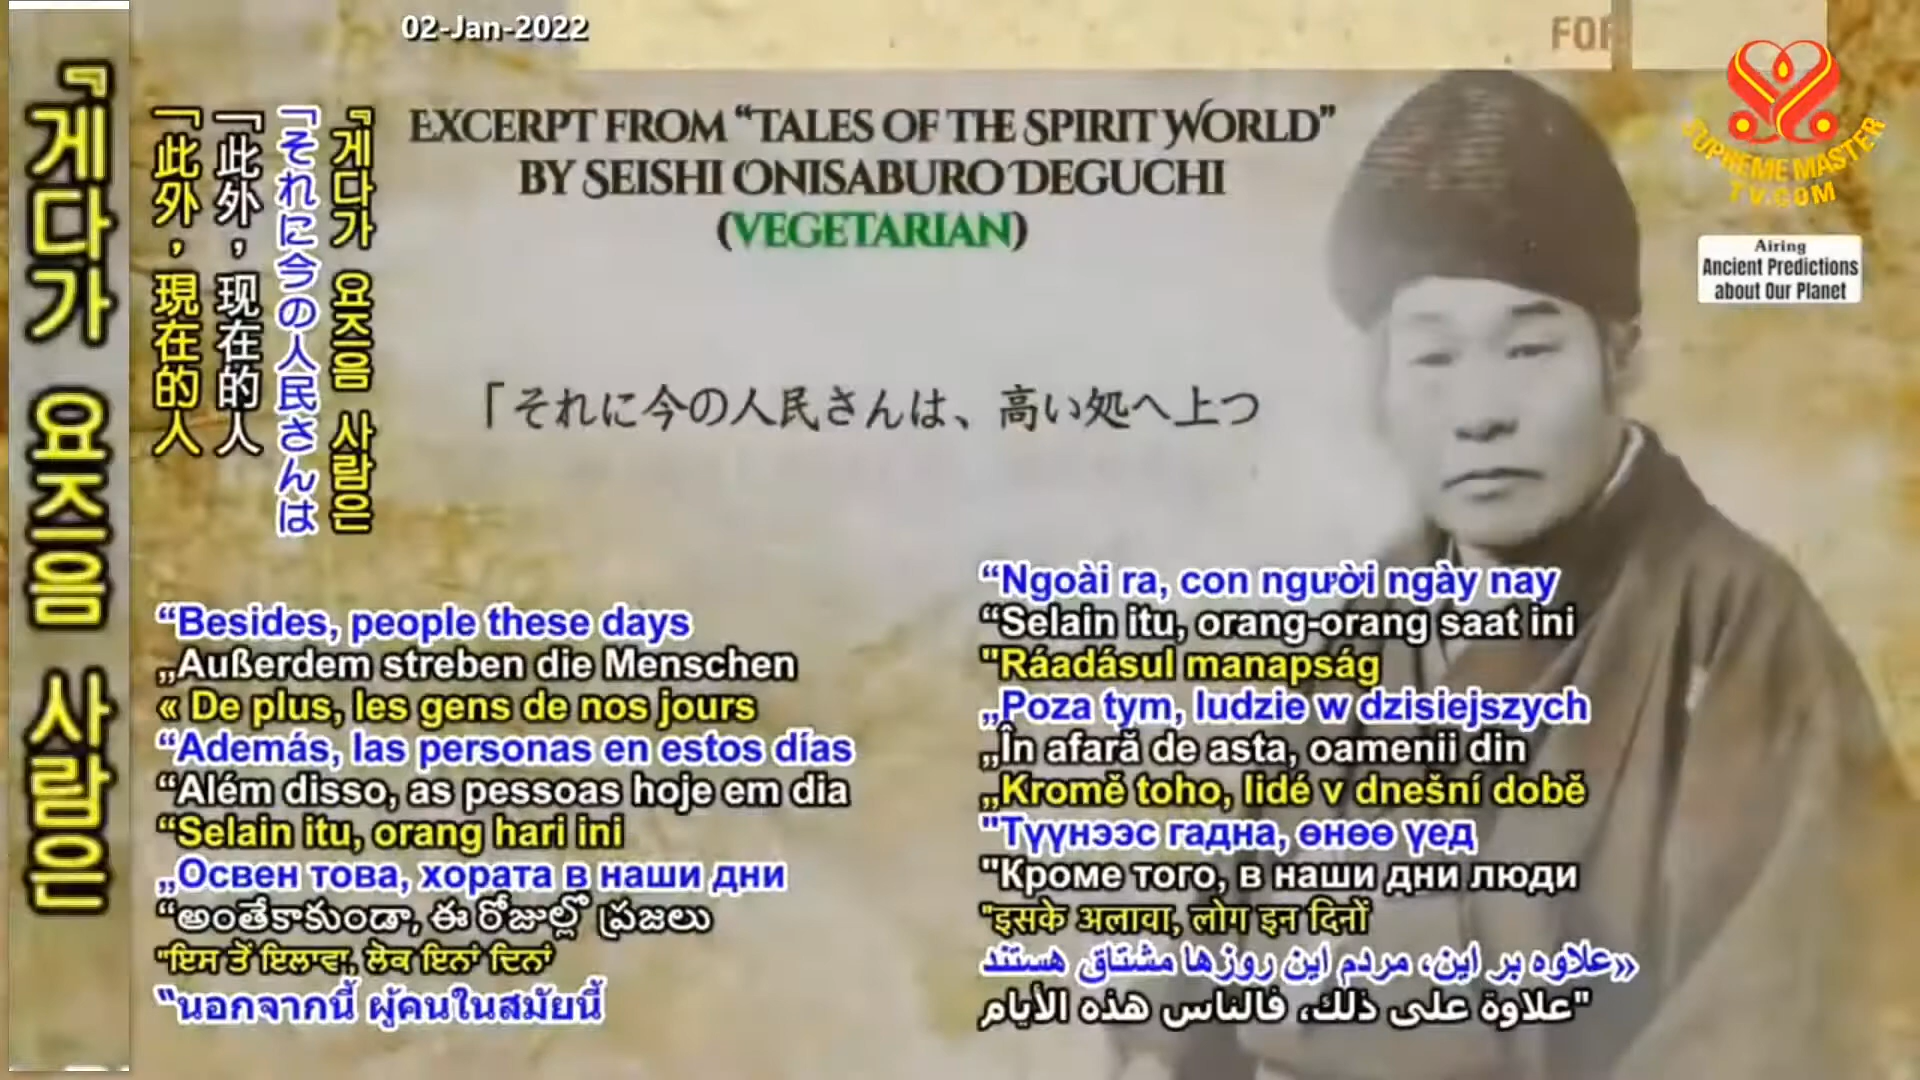 02-Jan-2022
FOR
EXCERPT FROM “TALES OF THE SPIRIT WORLD”
BY SEISHI ONISABURO DEGUCHI
(VEGETARIAN)
「それに今の人民さんは、高い処へ上つ
『게다가 요즈음 사람은
『게다가 요즈음 사람은
「それに今の人民さんは
「此外，现在的人
「此外，現在的人
SUPREME MASTER
TV.COM
Airing
Ancient Predictions
about Our Planet
“Besides, people these days
„Außerdem streben die Menschen
« De plus, les gens de nos jours
“Además, las personas en estos días
“Além disso, as pessoas hoje em dia
“Selain itu, orang hari ini
„Освен това, хората в наши дни
“అంతేకాకుండా, ఈ రోజుల్లో ప్రజలు
"ਇਸ ਤੋਂ ਇਲਾਵਾ, ਲੋਕ ਇਨਾਂ ਦਿਨਾਂ
“นอกจากนี้ ผู้คนในสมัยนี้
“Ngoài ra, con người ngày nay
“Selain itu, orang-orang saat ini
"Ráadásul manapság
„Poza tym, ludzie w dzisiejszych
„În afară de asta, oamenii din
„Kromě toho, lidé v dnešní době
"Түүнээс гадна, өнөө үед
"Кроме того, в наши дни люди
"इसके अलावा, लोग इन दिनों
«علاوه بر این، مردم این روزها مشتاق هستند
"علاوة على ذلك، فالناس هذه الأيام